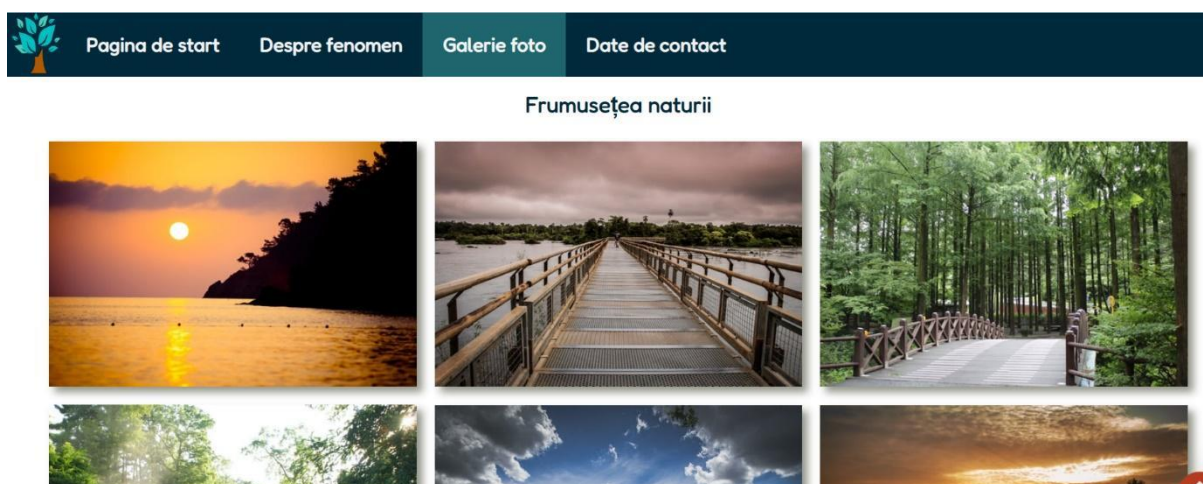 Pagina de start Despre fenomen Galerie foto Date de contact
Frumusețea naturii